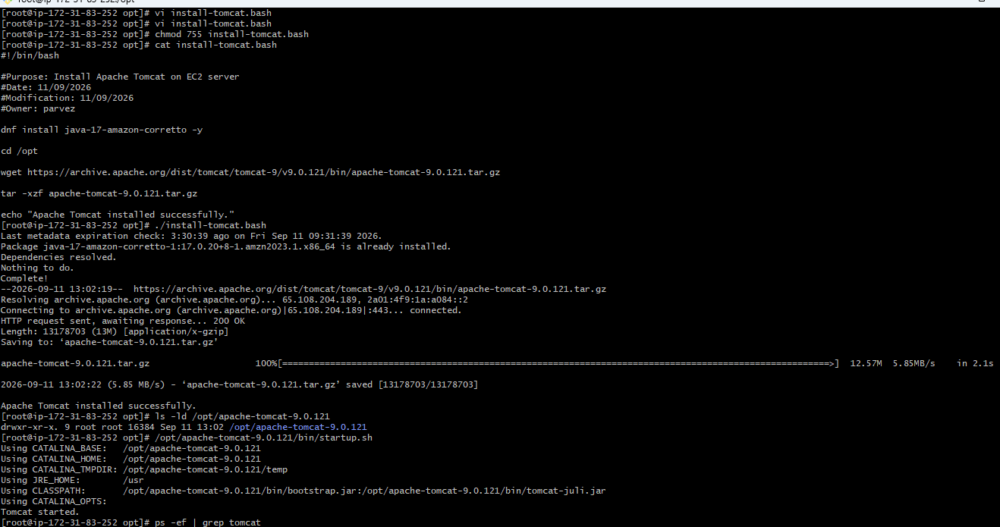 [root@ip-172-31-83-252 opt]# vi install-tomcat.bash
[root@ip-172-31-83-252 opt]# vi install-tomcat.bash
[root@ip-172-31-83-252 opt]# chmod 755 install-tomcat.bash
[root@ip-172-31-83-252 opt]# cat install-tomcat.bash
#!/bin/bash
#Purpose: Install Apache Tomcat on EC2 server
#Date: 11/09/2026
#Modification: 11/09/2026
#Owner: parvez
dnf install java-17-amazon-corretto -y
cd /opt
wget https://archive.apache.org/dist/tomcat/tomcat-9/v9.0.121/bin/apache-tomcat-9.0.121.tar.gz
tar -xzf apache-tomcat-9.0.121.tar.gz
echo "Apache Tomcat installed successfully."
[root@ip-172-31-83-252 opt]# ./install-tomcat.bash
Last metadata expiration check: 3:30:39 ago on Fri Sep 11 09:31:39 2026.
Package java-17-amazon-corretto-1:17.0.20+8-1.amzn2023.1.x86_64 is already installed.
Dependencies resolved.
Nothing to do.
Complete!
--2026-09-11 13:02:19--  https://archive.apache.org/dist/tomcat/tomcat-9/v9.0.121/bin/apache-tomcat-9.0.121.tar.gz
Resolving archive.apache.org (archive.apache.org)... 65.108.204.189, 2a01:4f9:1a:a084::2
Connecting to archive.apache.org (archive.apache.org)|65.108.204.189|:443... connected.
HTTP request sent, awaiting response... 200 OK
Length: 13178703 (13M) [application/x-gzip]
Saving to: ‘apache-tomcat-9.0.121.tar.gz’
apache-tomcat-9.0.121.tar.gz 100%[=======================================================================================================>] 12.57M 5.85MB/s in 2.1s
2026-09-11 13:02:22 (5.85 MB/s) - ‘apache-tomcat-9.0.121.tar.gz’ saved [13178703/13178703]
Apache Tomcat installed successfully.
[root@ip-172-31-83-252 opt]# ls -ld /opt/apache-tomcat-9.0.121
drwxr-xr-x. 9 root root 16384 Sep 11 13:02 /opt/apache-tomcat-9.0.121
[root@ip-172-31-83-252 opt]# /opt/apache-tomcat-9.0.121/bin/startup.sh
Using CATALINA_BASE:   /opt/apache-tomcat-9.0.121
Using CATALINA_HOME:   /opt/apache-tomcat-9.0.121
Using CATALINA_TMPDIR: /opt/apache-tomcat-9.0.121/temp
Using JRE_HOME:        /usr
Using CLASSPATH:       /opt/apache-tomcat-9.0.121/bin/bootstrap.jar:/opt/apache-tomcat-9.0.121/bin/tomcat-juli.jar
Using CATALINA_OPTS:
Tomcat started.
[root@ip-172-31-83-252 opt]# ps -ef | grep tomcat